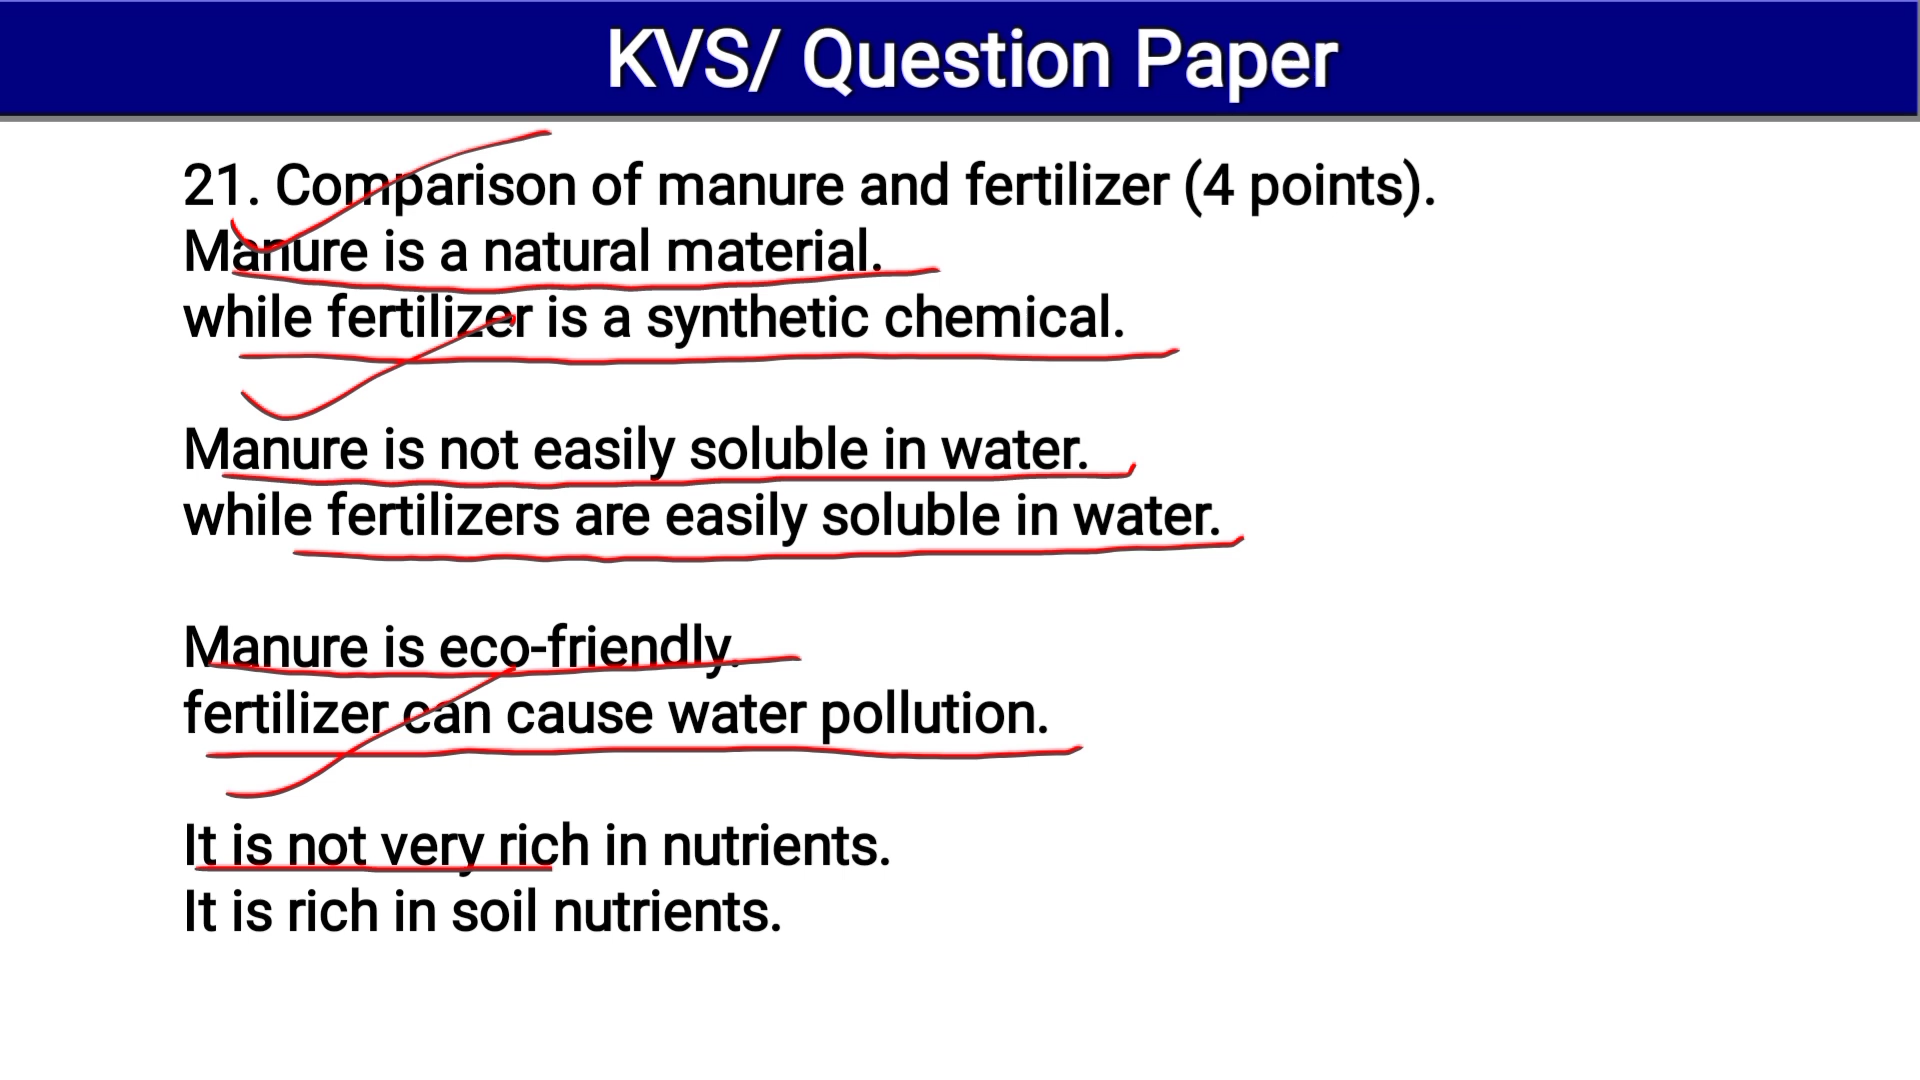 KVS/ Question Paper
21. Comparison of manure and fertilizer (4 points).
Manure is a natural material.
while fertilizer is a synthetic chemical.
Manure is not easily soluble in water.
while fertilizers are easily soluble in water.
Manure is eco-friendly.
fertilizer can cause water pollution.
It is not very rich in nutrients.
It is rich in soil nutrients.